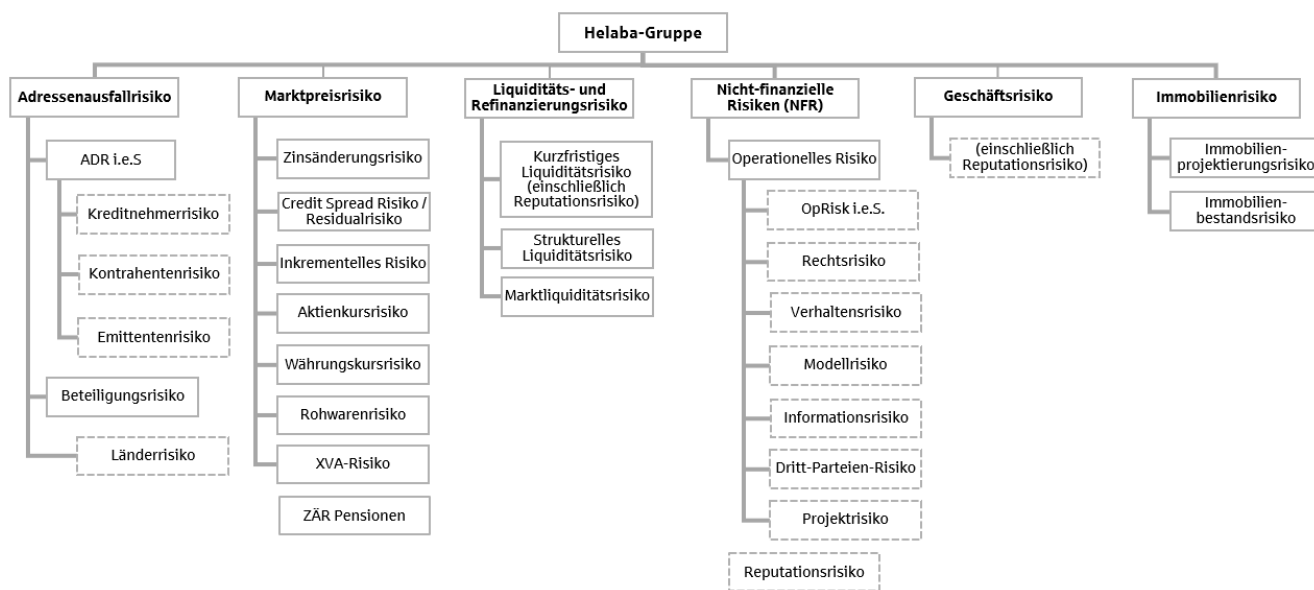 Helaba-Gruppe
Adressenausfallrisiko
ADR i.e.S
Kreditnehmerrisiko
Kontrahentenrisiko
Emittentenrisiko
Beteiligungsrisiko
Länderrisiko
Marktpreisrisiko
Zinsänderungsrisiko
Credit Spread Risiko /
Residualrisiko
Inkrementelles Risiko
Aktienkursrisiko
Währungskursrisiko
Rohwarenrisiko
XVA-Risiko
ZÄR Pensionen
Liquiditäts- und
Refinanzierungsrisiko
Kurzfristiges
Liquiditätsrisiko
(einschließlich
Reputationsrisiko)
Strukturelles
Liquiditätsrisiko
Marktliquiditätsrisiko
Nicht-finanzielle
Risiken (NFR)
Operationelles Risiko
OpRisk i.e.S.
Rechtsrisiko
Verhaltensrisiko
Modellrisiko
Informationsrisiko
Dritt-Parteien-Risiko
Projektrisiko
Reputationsrisiko
Geschäftsrisiko
(einschließlich
Reputationsrisiko)
Immobilienrisiko
Immobilien-
projektierungsrisiko
Immobilien-
bestandsrisiko